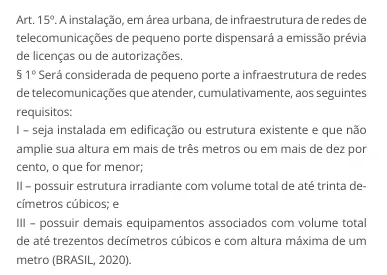 Art. 15º. A instalação, em área urbana, de infraestrutura de redes de
telecomunicações de pequeno porte dispensará a emissão prévia
de licenças ou de autorizações.
§ 1º Será considerada de pequeno porte a infraestrutura de redes
de telecomunicações que atender, cumulativamente, aos seguintes
requisitos:
I – seja instalada em edificação ou estrutura existente e que não
amplie sua altura em mais de três metros ou em mais de dez por
cento, o que for menor;
II – possuir estrutura irradiante com volume total de até trinta de-
címetros cúbicos; e
III – possuir demais equipamentos associados com volume total
de até trezentos decímetros cúbicos e com altura máxima de um
metro (BRASIL, 2020).